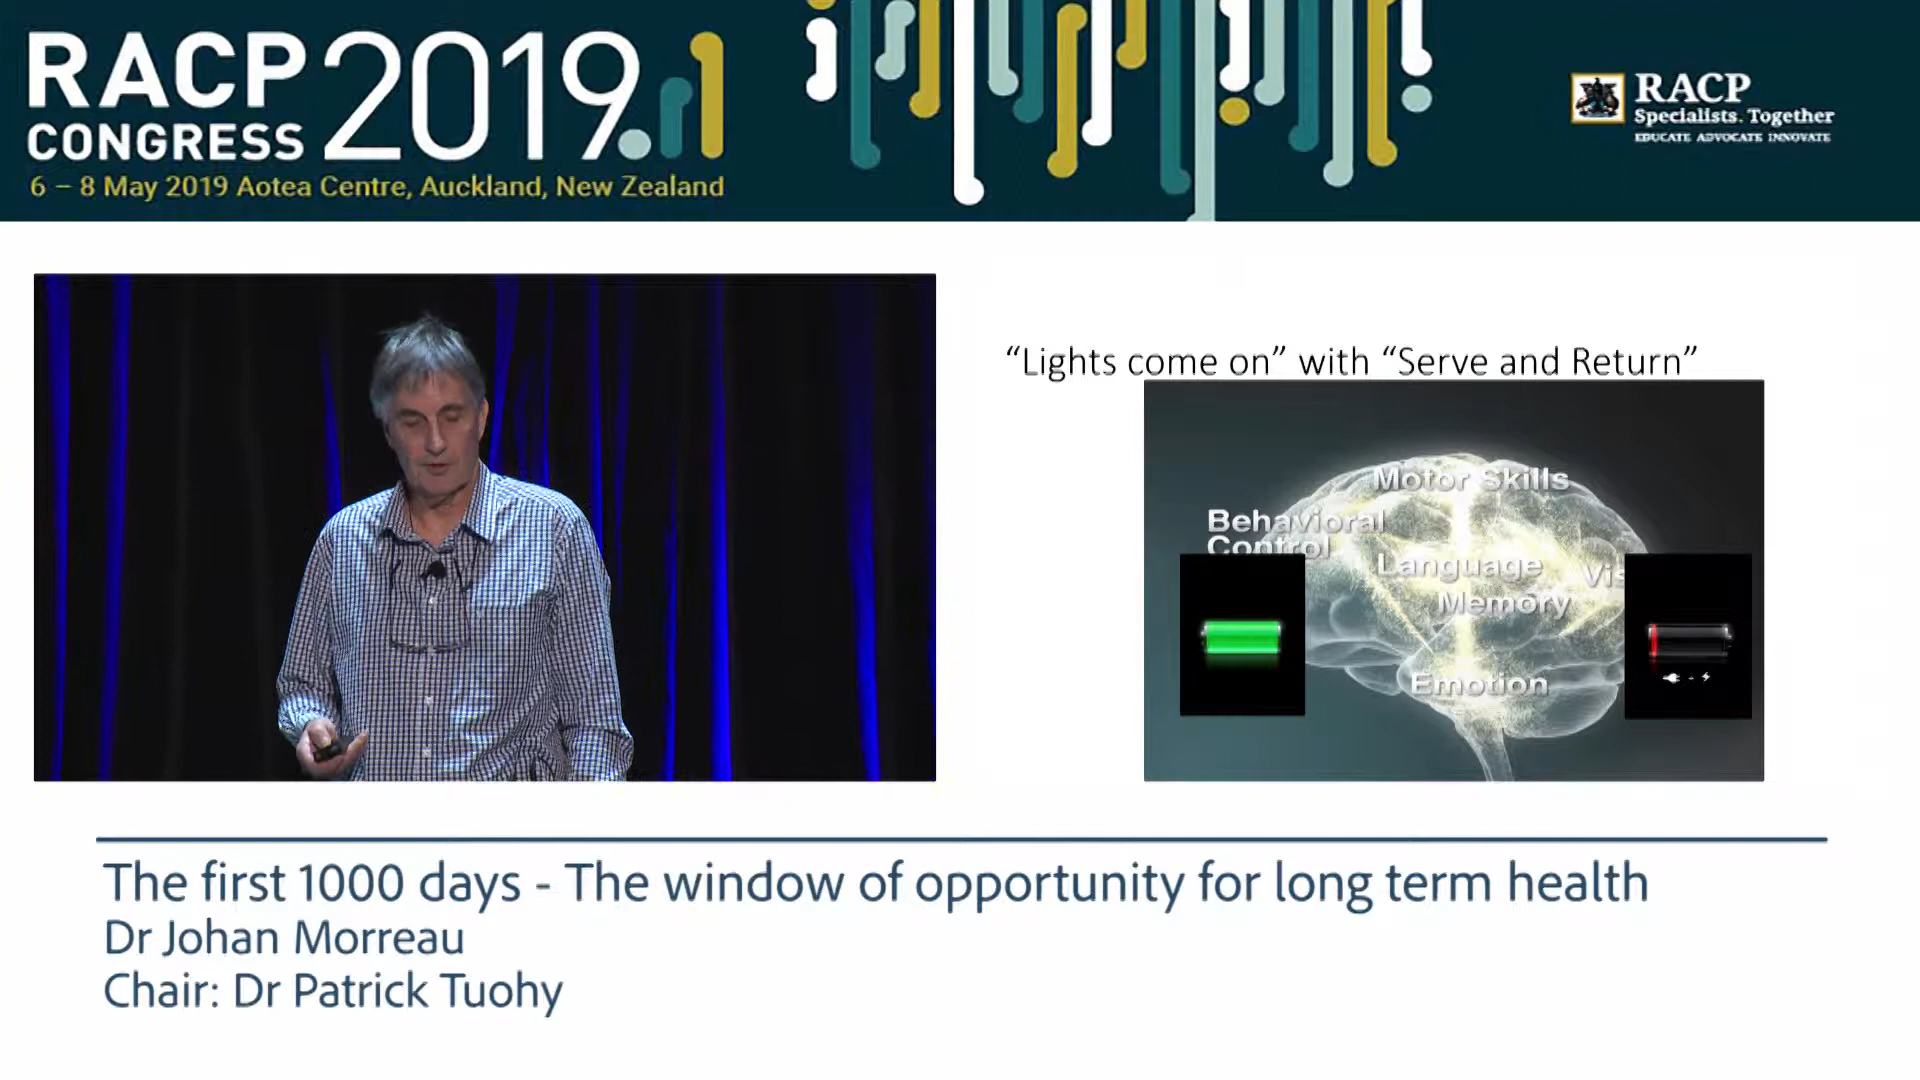 RACP
CONGRESS
2019
6 – 8 May 2019 Aotea Centre, Auckland, New Zealand
RACP
Specialists. Together
EDUCATE ADVOCATE INNOVATE
“Lights come on” with “Serve and Return”
Motor Skills
Behavioral
Control
Language
Vis
Memory
Emotion
The first 1000 days - The window of opportunity for long term health
Dr Johan Morreau
Chair: Dr Patrick Tuohy